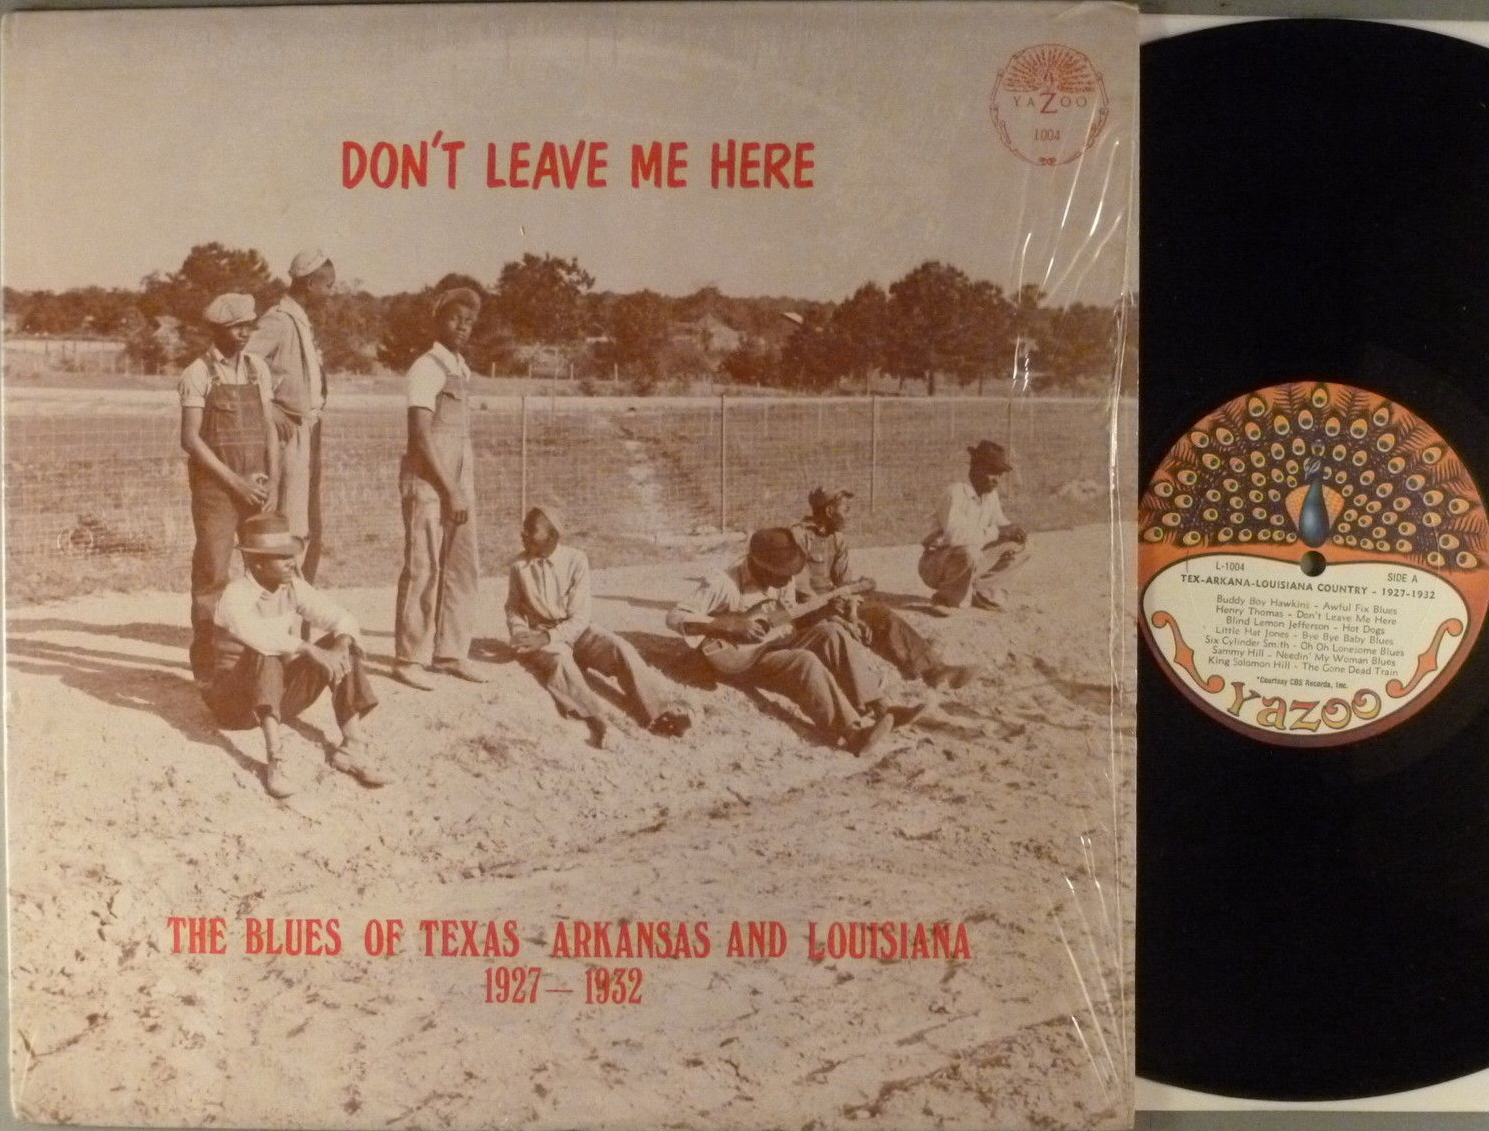 YAZOO
1004
DON'T LEAVE ME HERE
THE BLUES OF TEXAS ARKANSAS AND LOUISIANA
1927—1932
L-1004
SIDE A
TEX-ARKANA-LOUISIANA COUNTRY - 1927-1932
Buddy Boy Hawkins - Awful Fix Blues
Henry Thomas - Don't Leave Me Here
Blind Lemon Jefferson - Hot Dogs
Little Hat Jones - Bye Bye Baby Blues
Six Cylinder Smith - Oh Oh Lonesome Blues
Sammy Hill - Needin' My Woman Blues
King Solomon Hill - The Gone Dead Train
*Courtesy CBS Records, Inc.
Yazoo